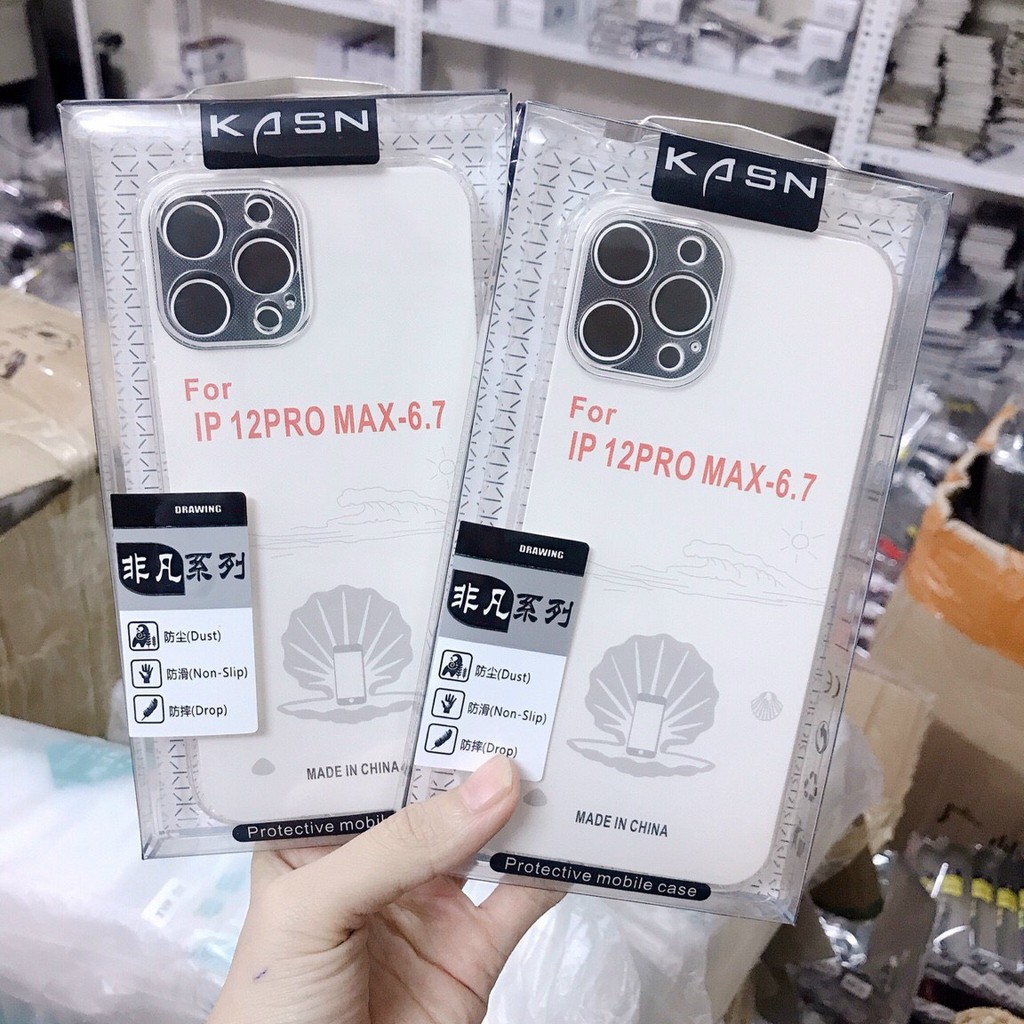 KASN
For
IP 12PRO MAX-6.7
DRAWING
非凡系列
防尘(Dust)
防滑(Non-Slip)
防摔(Drop)
MADE IN CHINA
Protective mobil
KASN
For
IP 12PRO MAX-6.7
DRAWING
非凡系列
防尘(Dust)
防滑(Non-Slip)
防摔(Drop)
MADE IN CHINA
Protective mobile case
CE